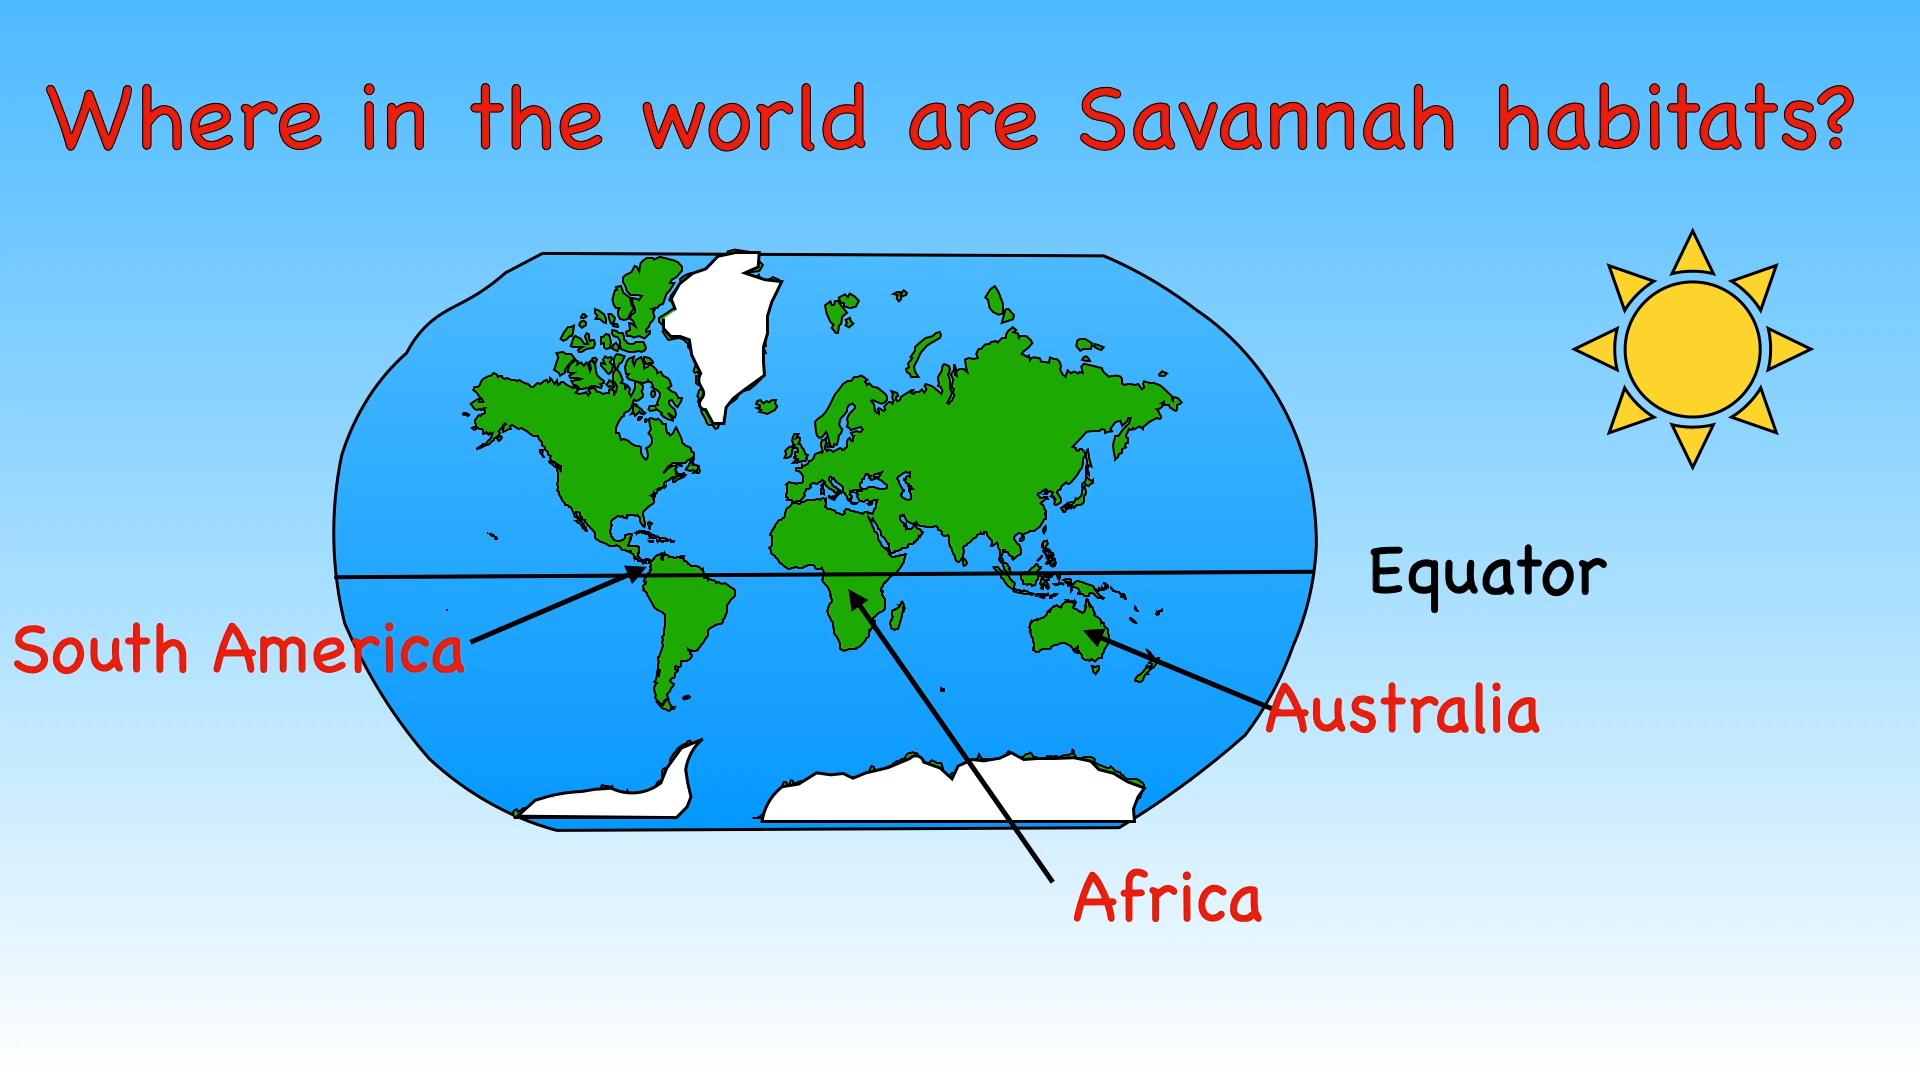 Where in the world are Savannah habitats?
Equator
South America
Australia
Africa